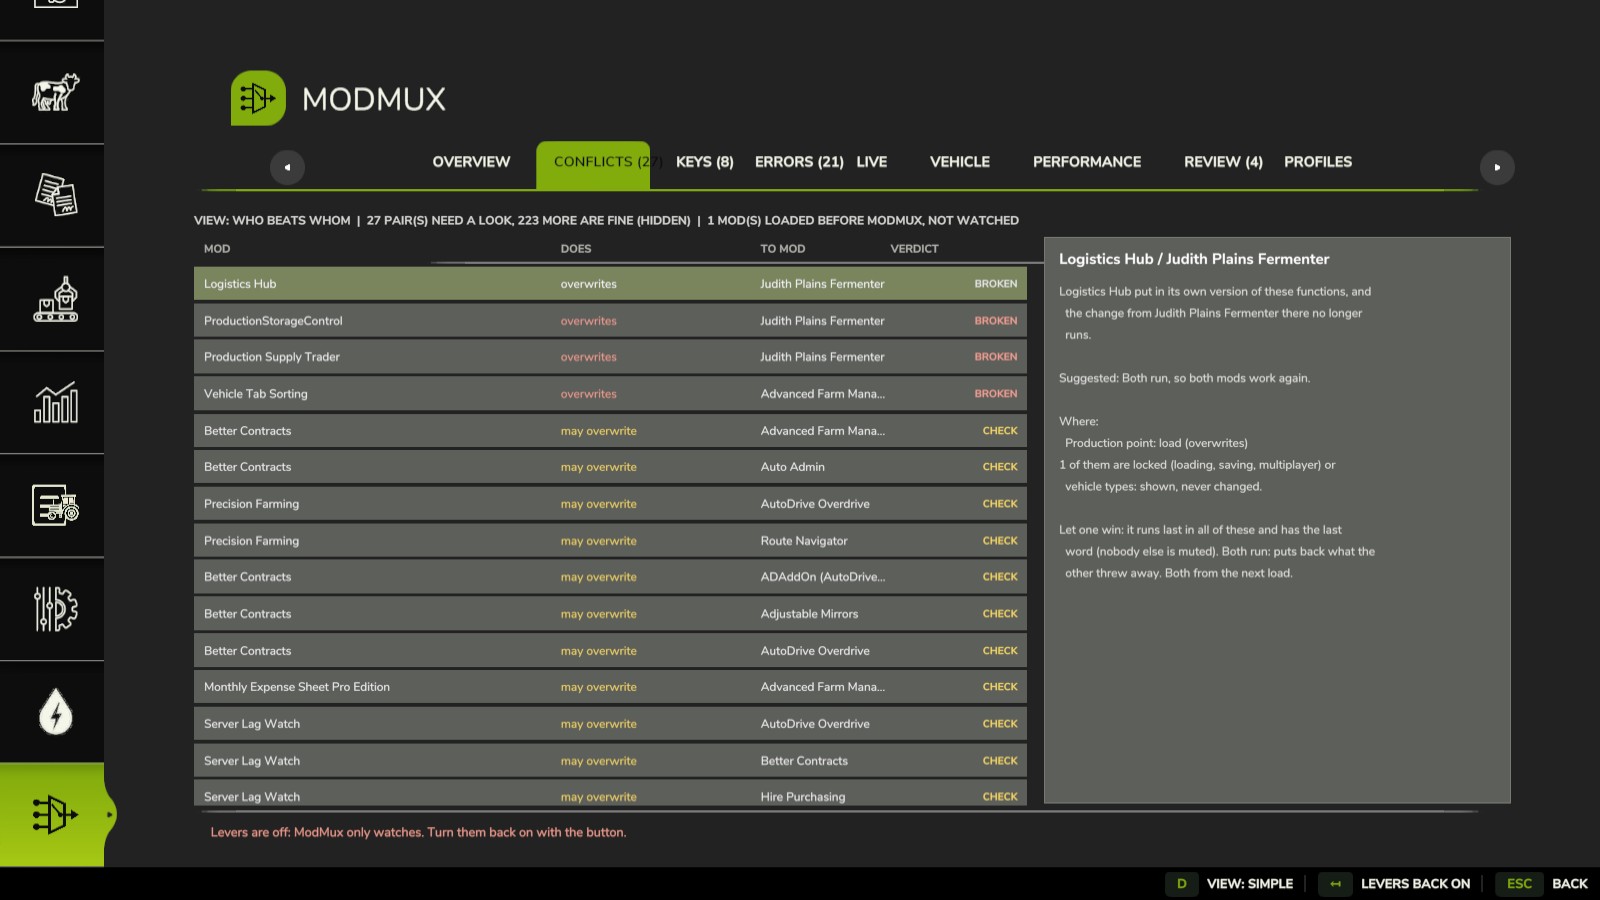 MODMUX
OVERVIEW CONFLICTS (27) KEYS (8) ERRORS (21) LIVE VEHICLE PERFORMANCE REVIEW (4) PROFILES
VIEW: WHO BEATS WHOM | 27 PAIR(S) NEED A LOOK, 223 MORE ARE FINE (HIDDEN) | 1 MOD(S) LOADED BEFORE MODMUX, NOT WATCHED
MOD DOES TO MOD VERDICT
Logistics Hub overwrites Judith Plains Fermenter BROKEN
ProductionStorageControl overwrites Judith Plains Fermenter BROKEN
Production Supply Trader overwrites Judith Plains Fermenter BROKEN
Vehicle Tab Sorting overwrites Advanced Farm Mana... BROKEN
Better Contracts may overwrite Advanced Farm Mana... CHECK
Better Contracts may overwrite Auto Admin CHECK
Precision Farming may overwrite AutoDrive Overdrive CHECK
Precision Farming may overwrite Route Navigator CHECK
Better Contracts may overwrite ADAddOn (AutoDrive... CHECK
Better Contracts may overwrite Adjustable Mirrors CHECK
Better Contracts may overwrite AutoDrive Overdrive CHECK
Monthly Expense Sheet Pro Edition may overwrite Advanced Farm Mana... CHECK
Server Lag Watch may overwrite AutoDrive Overdrive CHECK
Server Lag Watch may overwrite Better Contracts CHECK
Server Lag Watch may overwrite Hire Purchasing CHECK
Logistics Hub / Judith Plains Fermenter
Logistics Hub put in its own version of these functions, and
the change from Judith Plains Fermenter there no longer
runs.
Suggested: Both run, so both mods work again.
Where:
Production point: load (overwrites)
1 of them are locked (loading, saving, multiplayer) or
vehicle types: shown, never changed.
Let one win: it runs last in all of these and has the last
word (nobody else is muted). Both run: puts back what the
other threw away. Both from the next load.
Levers are off: ModMux only watches. Turn them back on with the button.
D VIEW: SIMPLE | ↤ LEVERS BACK ON | ESC BACK